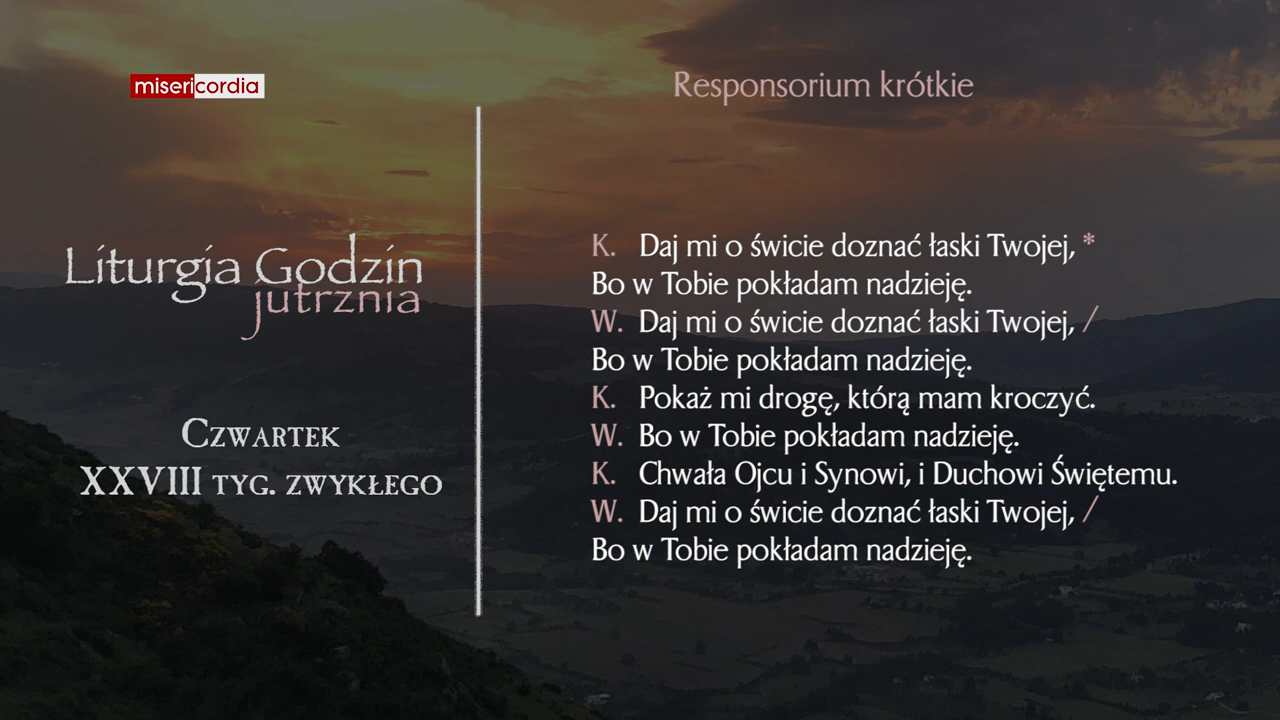 misericordia
Liturgia Godzin
jutrznia
Czwartek
XXVIII tyg. zwykłego
Responsorium krótkie
K. Daj mi o świcie doznać łaski Twojej, *
Bo w Tobie pokładam nadzieję.
W. Daj mi o świcie doznać łaski Twojej, /
Bo w Tobie pokładam nadzieję.
K. Pokaż mi drogę, którą mam kroczyć.
W. Bo w Tobie pokładam nadzieję.
K. Chwała Ojcu i Synowi, i Duchowi Świętemu.
W. Daj mi o świcie doznać łaski Twojej, /
Bo w Tobie pokładam nadzieję.